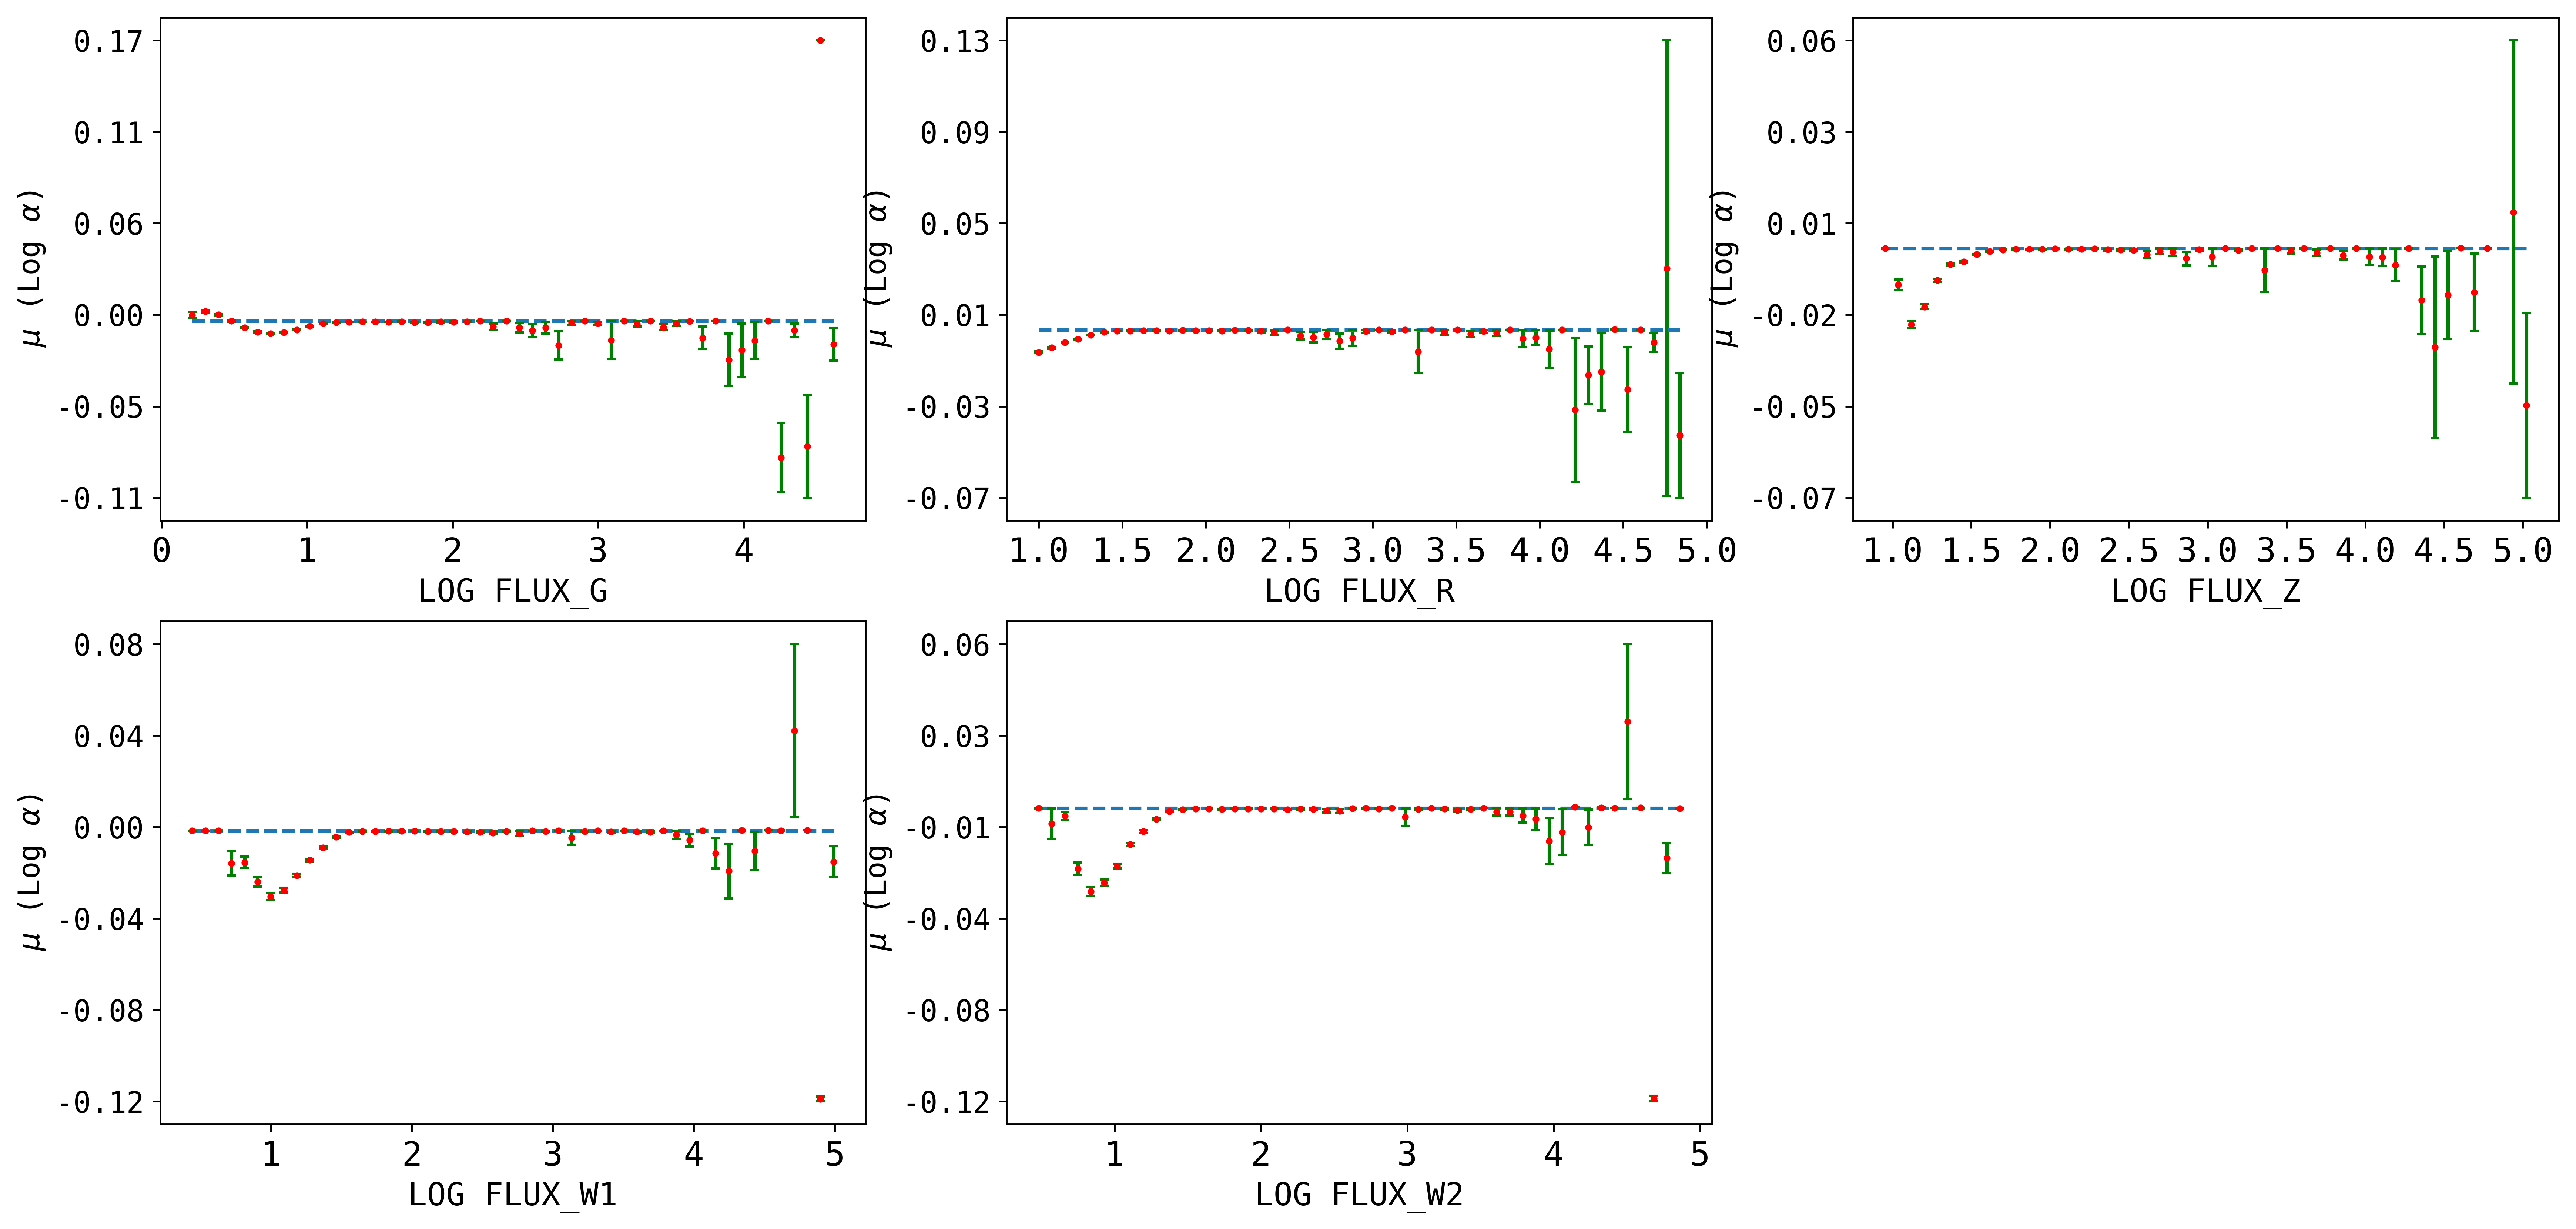 0.17
0.11
0.06
0.00
-0.05
-0.11
μ (Log α)
0 1 2 3 4
LOG FLUX_G
0.13
0.09
0.05
0.01
-0.03
-0.07
μ (Log α)
1.0 1.5 2.0 2.5 3.0 3.5 4.0 4.5 5.0
LOG FLUX_R
0.06
0.03
0.01
-0.02
-0.05
-0.07
μ (Log α)
1.0 1.5 2.0 2.5 3.0 3.5 4.0 4.5 5.0
LOG FLUX_Z
0.08
0.04
0.00
-0.04
-0.08
-0.12
μ (Log α)
1 2 3 4 5
LOG FLUX_W1
0.06
0.03
-0.01
-0.04
-0.08
-0.12
μ (Log α)
1 2 3 4 5
LOG FLUX_W2